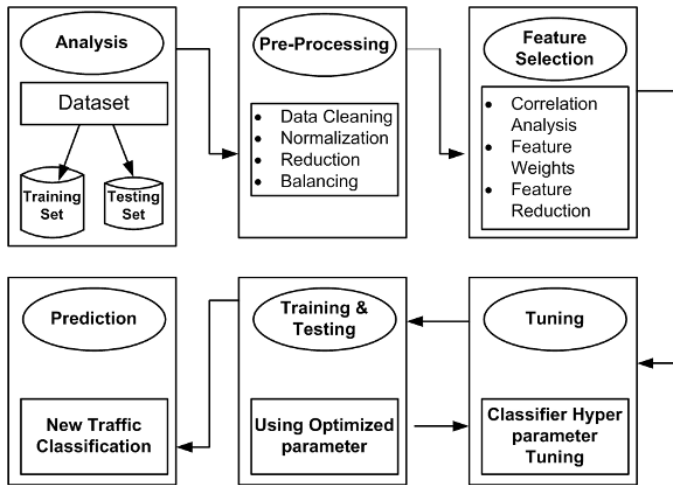 Analysis
Dataset
Training
Set
Testing
Set
Pre-Processing
• Data Cleaning
• Normalization
• Reduction
• Balancing
Feature
Selection
• Correlation
Analysis
• Feature
Weights
• Feature
Reduction
Prediction
New Traffic
Classification
Training &
Testing
Using Optimized
parameter
Tuning
Classifier Hyper
parameter
Tuning